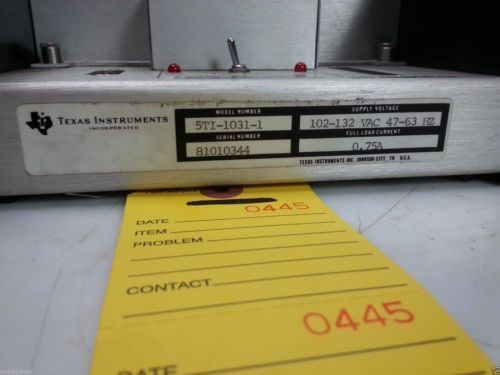 TEXAS INSTRUMENTS
INCORPORATED
MODEL NUMBER
5TI-1031-1
SERIAL NUMBER
81010344
SUPPLY VOLTAGE
102-132 VAC 47-63 HZ
FULL LOAD CURRENT
0.75A
TEXAS INSTRUMENTS INC. JOHNSON CITY, TN U.S.A.
0445
DATE
ITEM
PROBLEM
CONTACT
0445
DATE